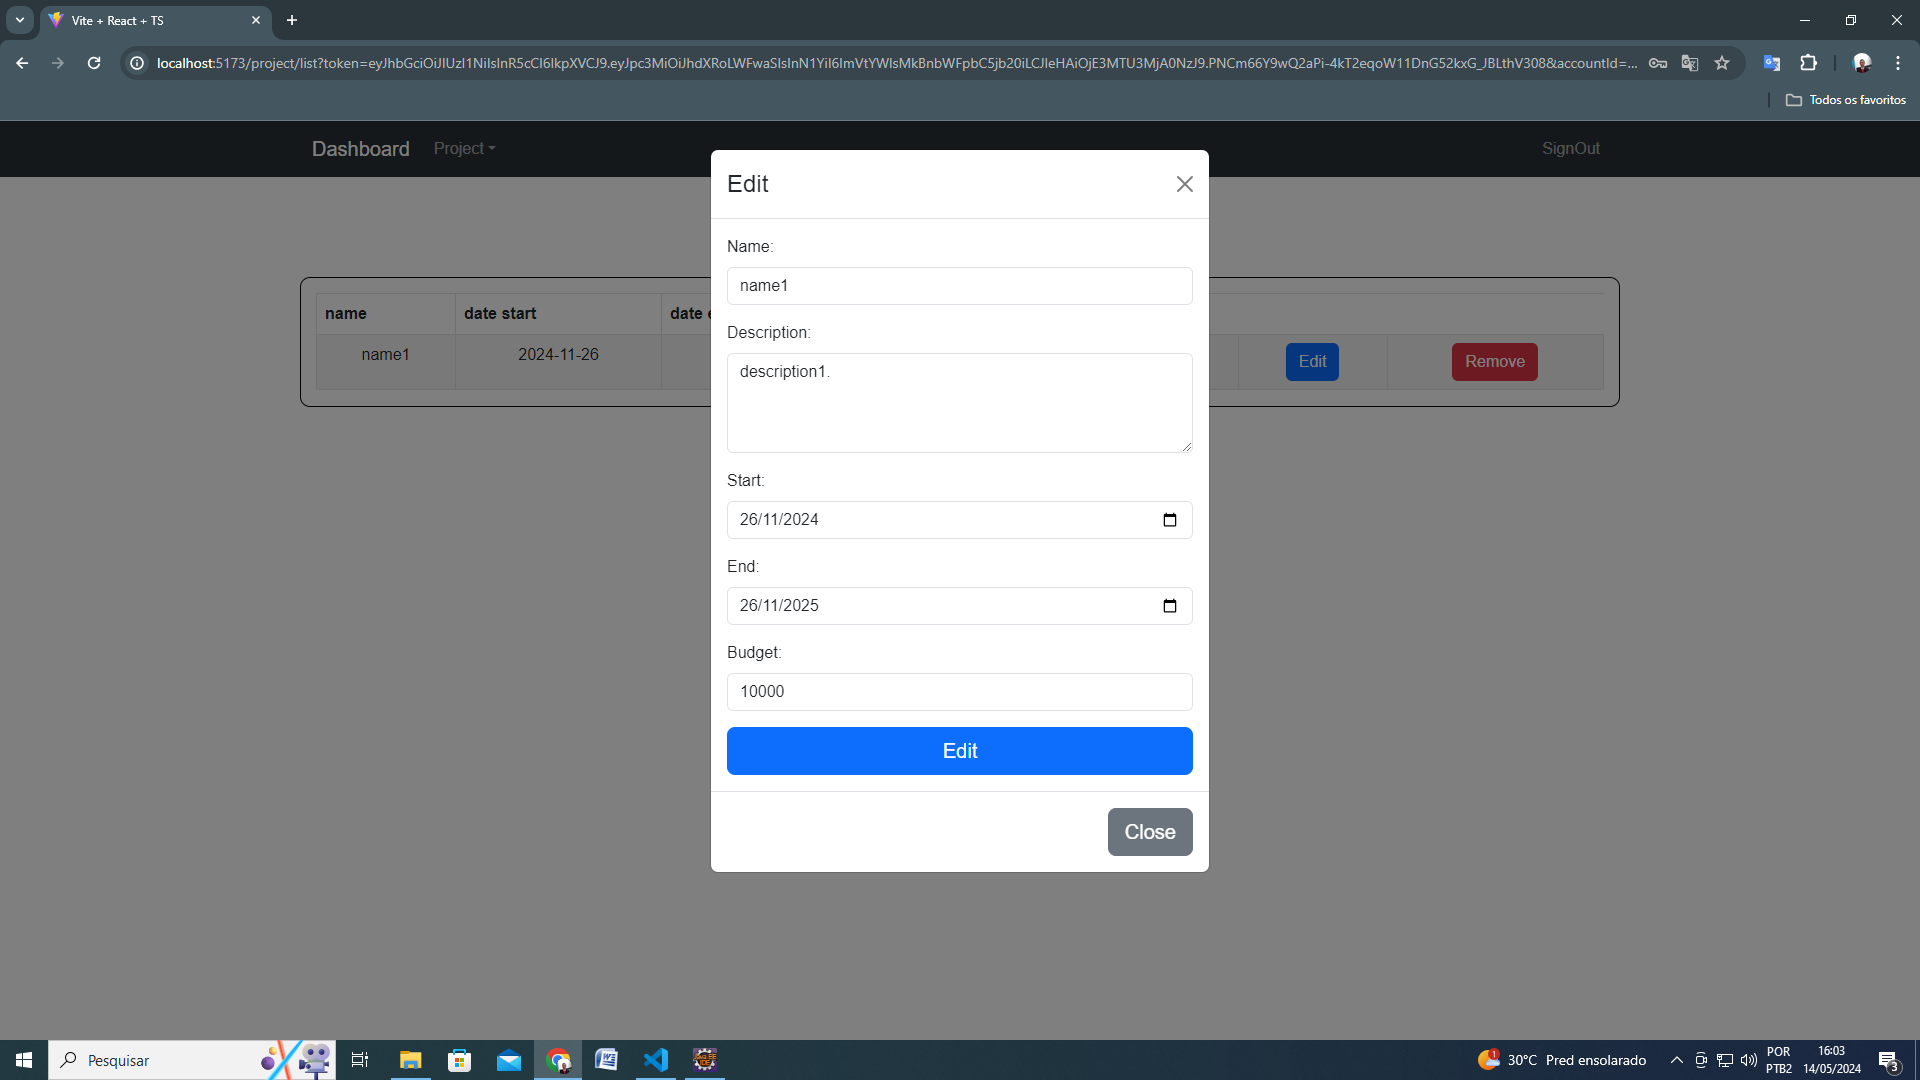 Vite + React + TS
localhost:5173/project/list?token=eyJhbGciOiJIUzI1NiIsInR5cCI6IkpXVCJ9.eyJpc3MiOiJhdXRoLWFwaSIsInN1YiI6ImVtYWlsMkBnbWFpbC5jb20iLCJleHAiOjE3MTU3MjA0NzJ9.PNCm66Y9wQ2aPi-4kT2eqoW11DnG52kxG_JBLthV308&accountId=...
Todos os favoritos
Dashboard Project SignOut
Edit
Name:
name1
Description:
description1.
Start:
26/11/2024
End:
26/11/2025
Budget:
10000
Edit
Close
name date start date
name1 2024-11-26 Edit Remove
Pesquisar
30°C Pred ensolarado
POR
PTB2
16:03
14/05/2024
3